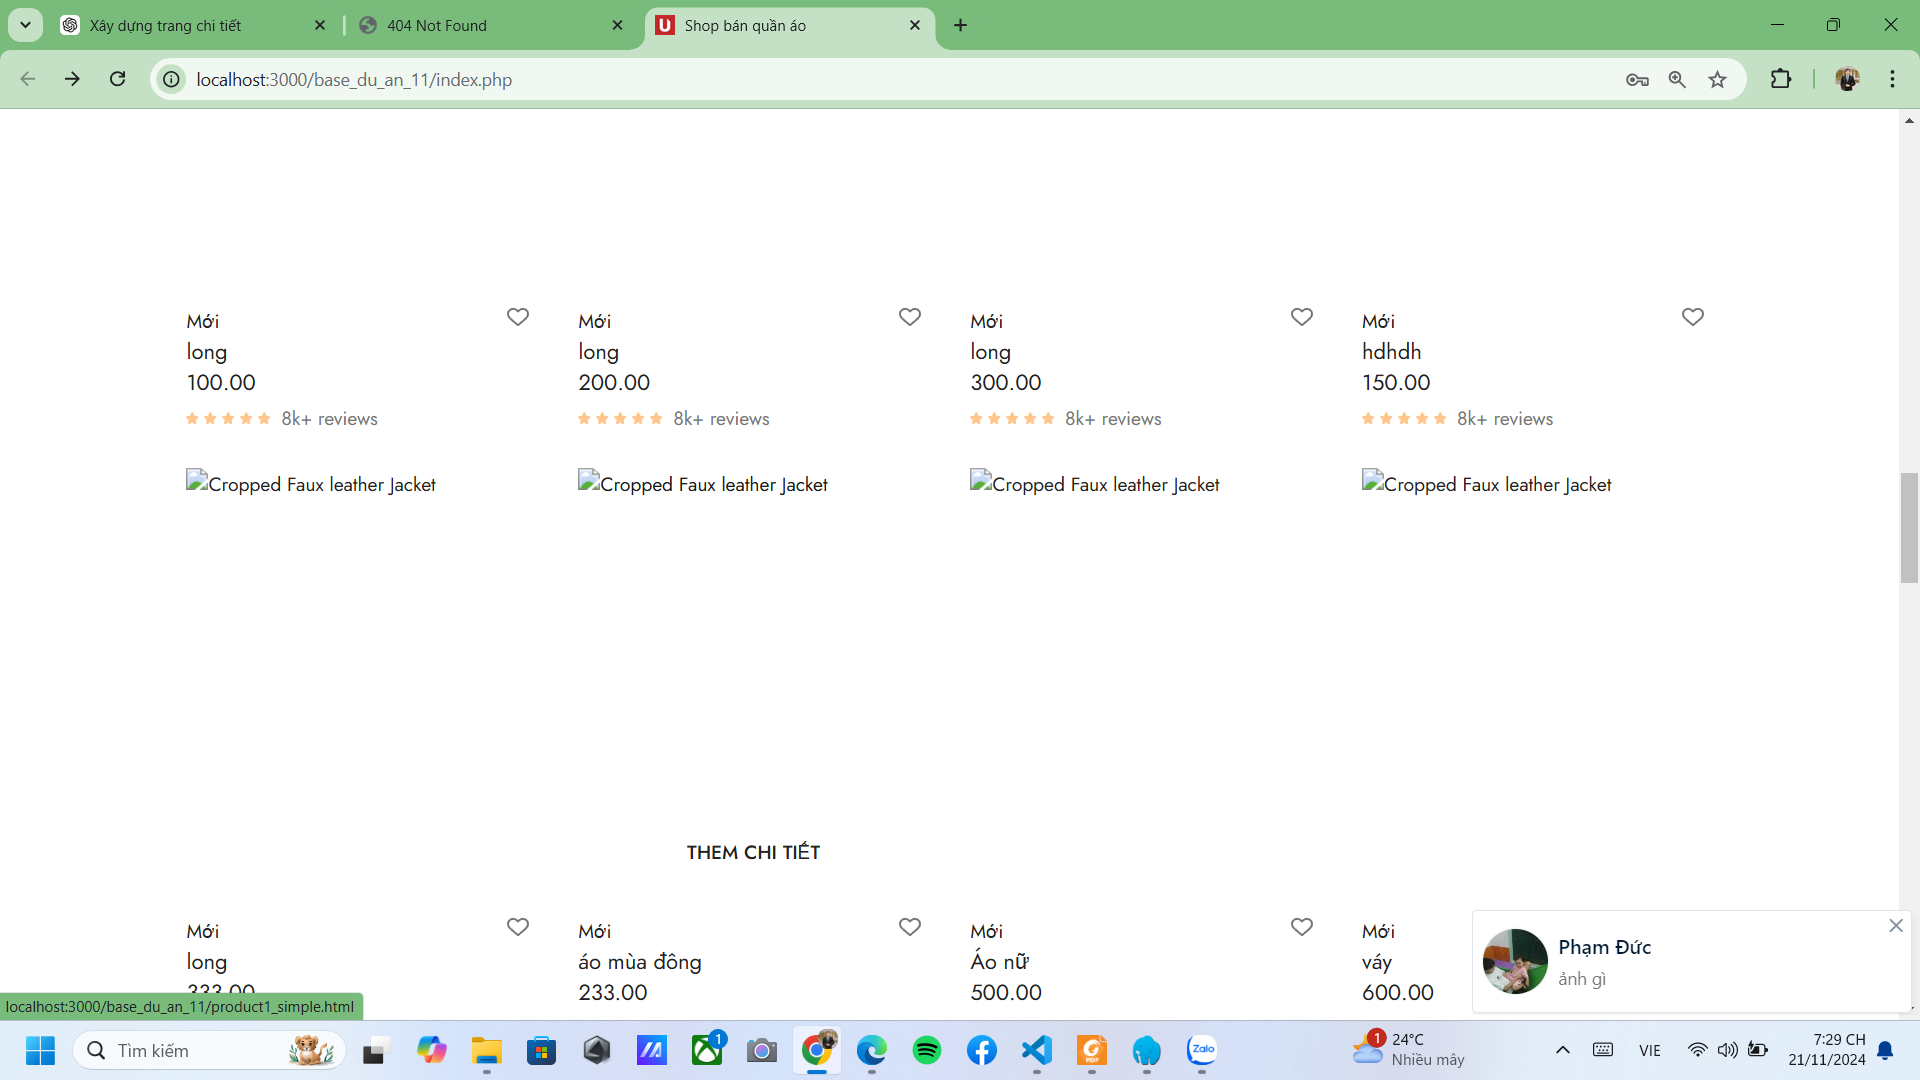 Xây dựng trang chi tiết
404 Not Found
Shop bán quần áo
localhost:3000/base_du_an_11/index.php
Mới
long
100.00
8k+ reviews
Mới
long
200.00
8k+ reviews
Mới
long
300.00
8k+ reviews
Mới
hdhdh
150.00
8k+ reviews
Cropped Faux leather Jacket
Cropped Faux leather Jacket
Cropped Faux leather Jacket
Cropped Faux leather Jacket
THEM CHI TIẾT
Mới
long
333.00
Mới
áo mùa đông
233.00
Mới
Áo nữ
500.00
Mới
váy
600.00
Phạm Đức
ảnh gì
localhost:3000/base_du_an_11/product1_simple.html
Tìm kiếm
1
Zalo
PDF
1
24°C
Nhiều mây
VIE
7:29 CH
21/11/2024